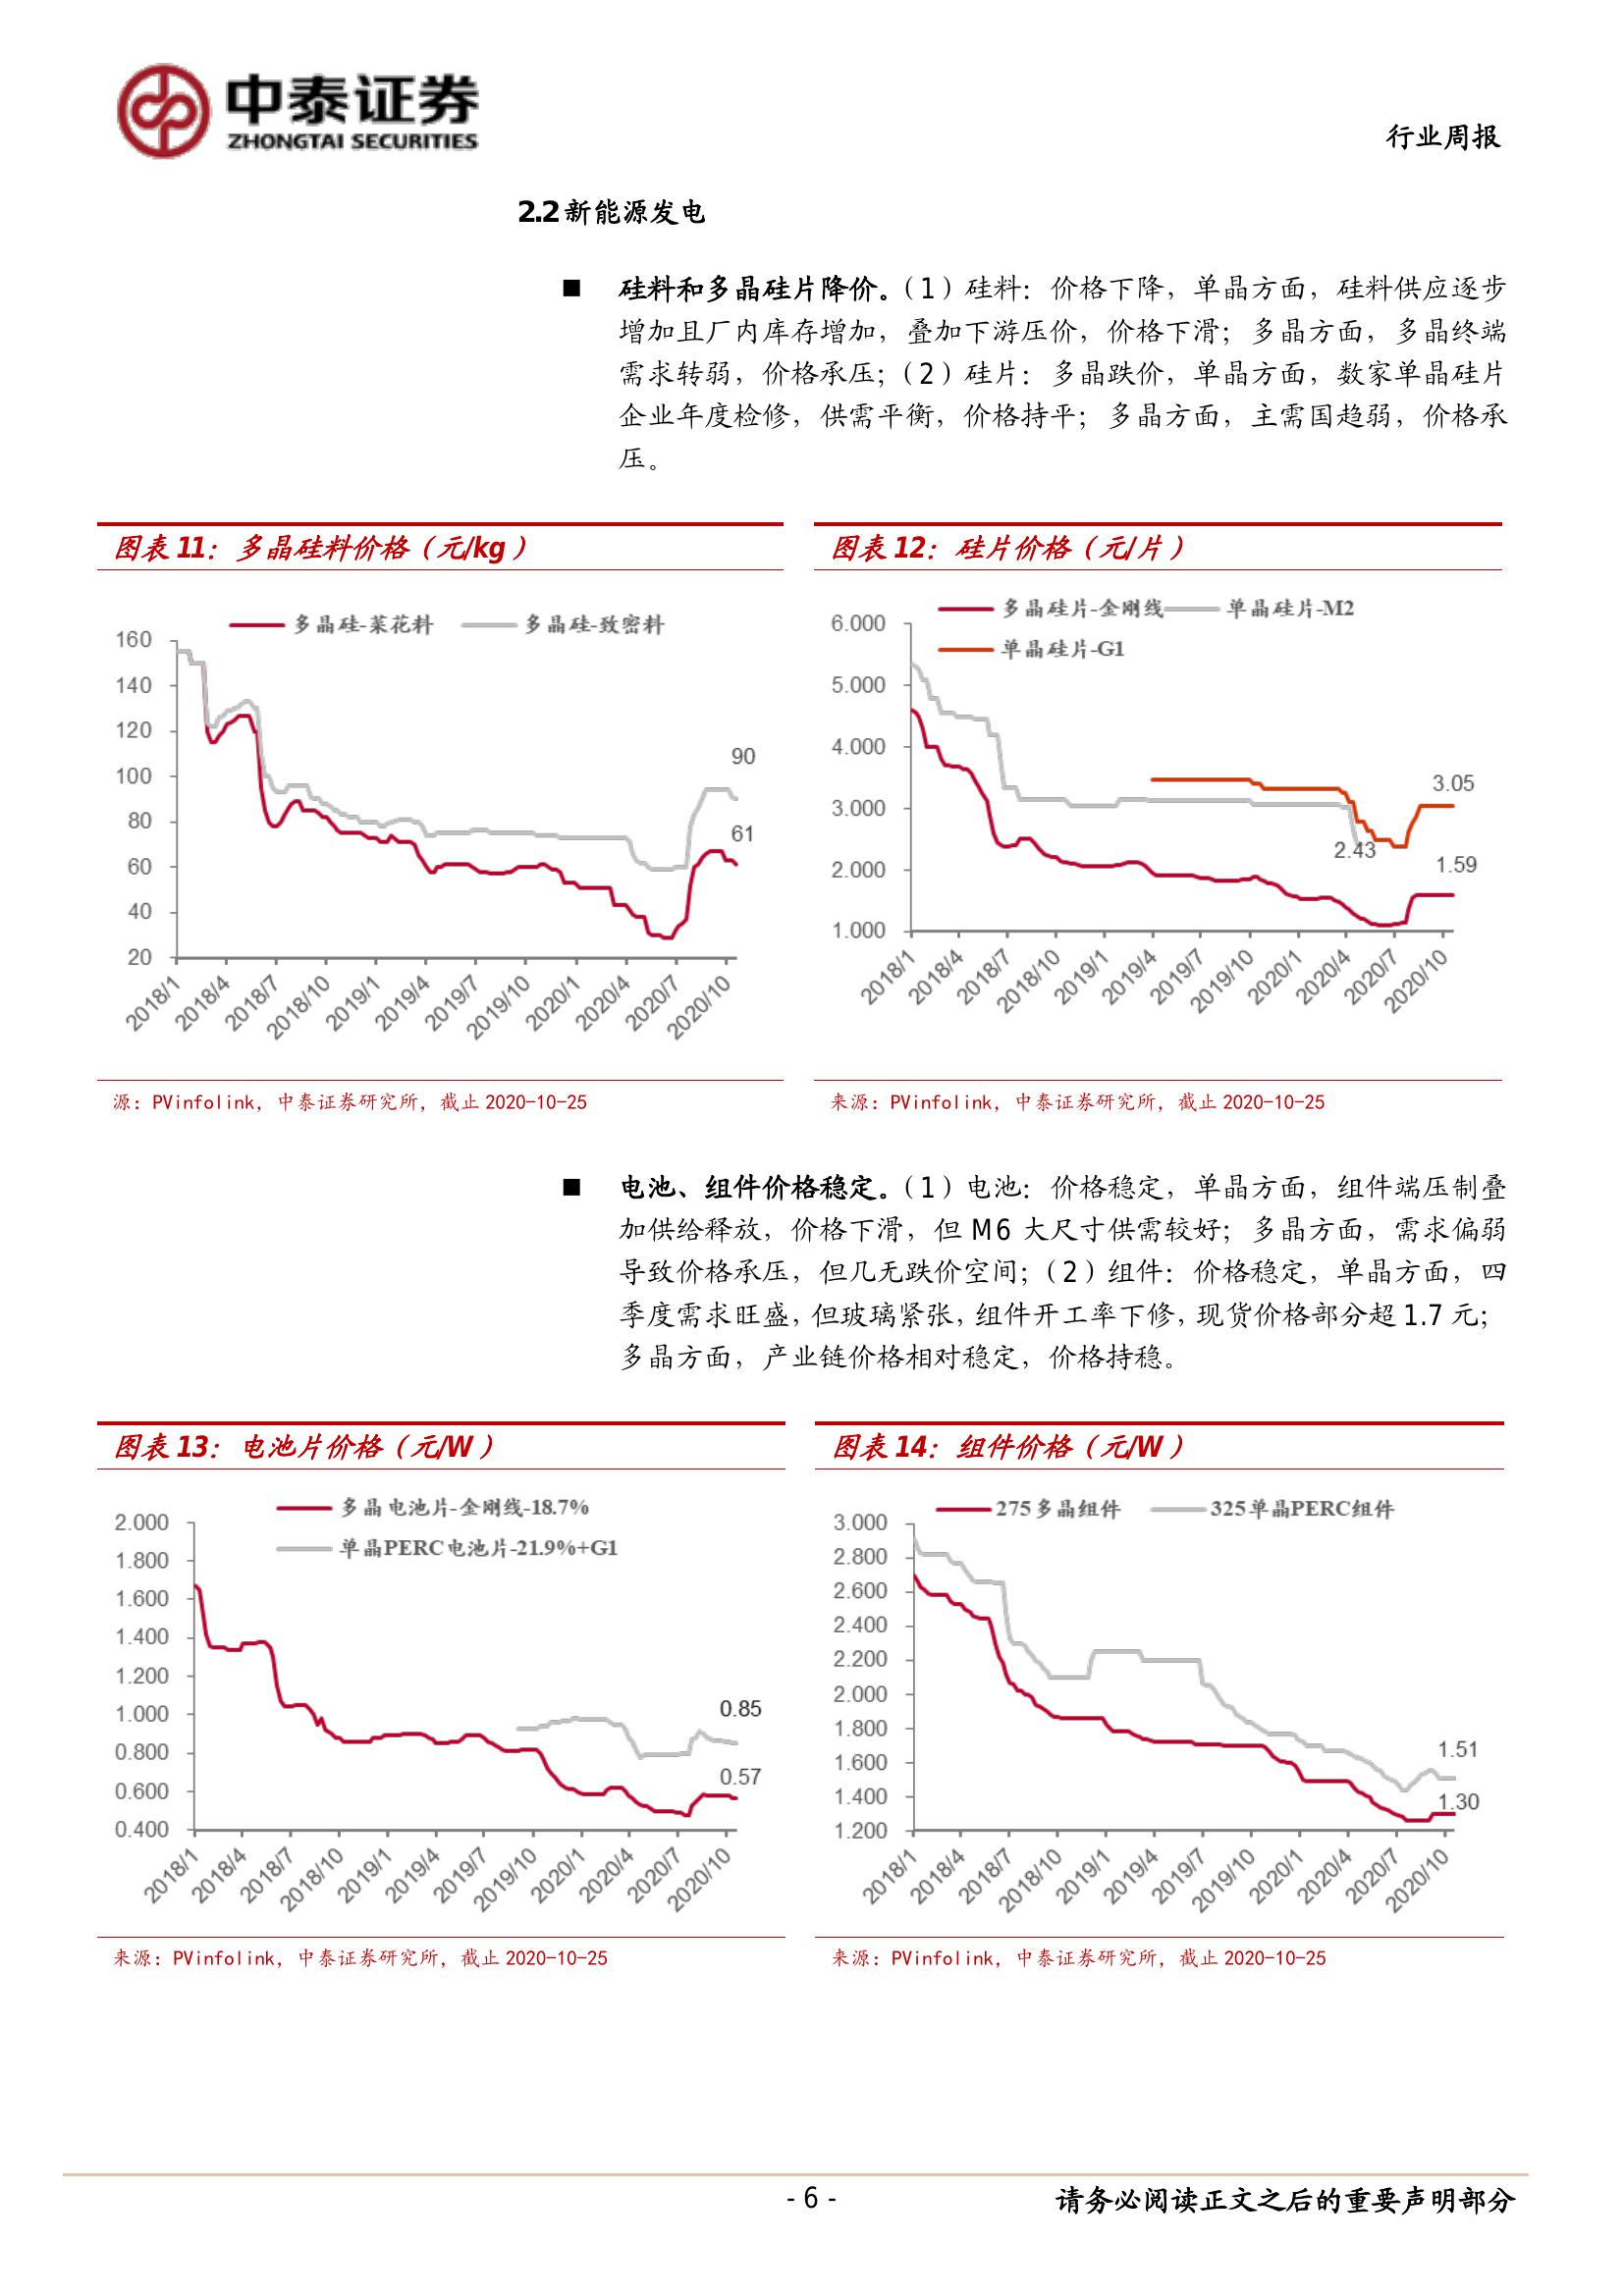 中泰证券
ZHONGTAI SECURITIES
行业周报
2.2 新能源发电
■ 硅料和多晶硅片降价。（1）硅料：价格下降，单晶方面，硅料供应逐步
增加且厂内库存增加，叠加下游压价，价格下滑；多晶方面，多晶终端
需求转弱，价格承压；（2）硅片：多晶跌价，单晶方面，数家单晶硅片
企业年度检修，供需平衡，价格持平；多晶方面，主需国趋弱，价格承
压。
图表 11：多晶硅料价格（元/kg）
多晶硅-菜花料
多晶硅-致密料
160
140
120
100
80
60
40
20
90
61
2018/1
2018/4
2018/7
2018/10
2019/1
2019/4
2019/7
2019/10
2020/1
2020/4
2020/7
2020/10
源：PVinfolink，中泰证券研究所，截止 2020-10-25
图表 12：硅片价格（元/片）
多晶硅片-金刚线
单晶硅片-M2
单晶硅片-G1
6.000
5.000
4.000
3.000
2.000
1.000
3.05
2.43
1.59
2018/1
2018/4
2018/7
2018/10
2019/1
2019/4
2019/7
2019/10
2020/1
2020/4
2020/7
2020/10
来源：PVinfolink，中泰证券研究所，截止 2020-10-25
■ 电池、组件价格稳定。（1）电池：价格稳定，单晶方面，组件端压制叠
加供给释放，价格下滑，但 M6 大尺寸供需较好；多晶方面，需求偏弱
导致价格承压，但几无跌价空间；（2）组件：价格稳定，单晶方面，四
季度需求旺盛，但玻璃紧张，组件开工率下修，现货价格部分超 1.7 元；
多晶方面，产业链价格相对稳定，价格持稳。
图表 13：电池片价格（元/W）
多晶电池片-金刚线-18.7%
单晶PERC电池片-21.9%+G1
2.000
1.800
1.600
1.400
1.200
1.000
0.800
0.600
0.400
0.85
0.57
2018/1
2018/4
2018/7
2018/10
2019/1
2019/4
2019/7
2019/10
2020/1
2020/4
2020/7
2020/10
来源：PVinfolink，中泰证券研究所，截止 2020-10-25
图表 14：组件价格（元/W）
275多晶组件
325单晶PERC组件
3.000
2.800
2.600
2.400
2.200
2.000
1.800
1.600
1.400
1.200
1.51
1.30
2018/1
2018/4
2018/7
2018/10
2019/1
2019/4
2019/7
2019/10
2020/1
2020/4
2020/7
2020/10
来源：PVinfolink，中泰证券研究所，截止 2020-10-25
- 6 -
请务必阅读正文之后的重要声明部分